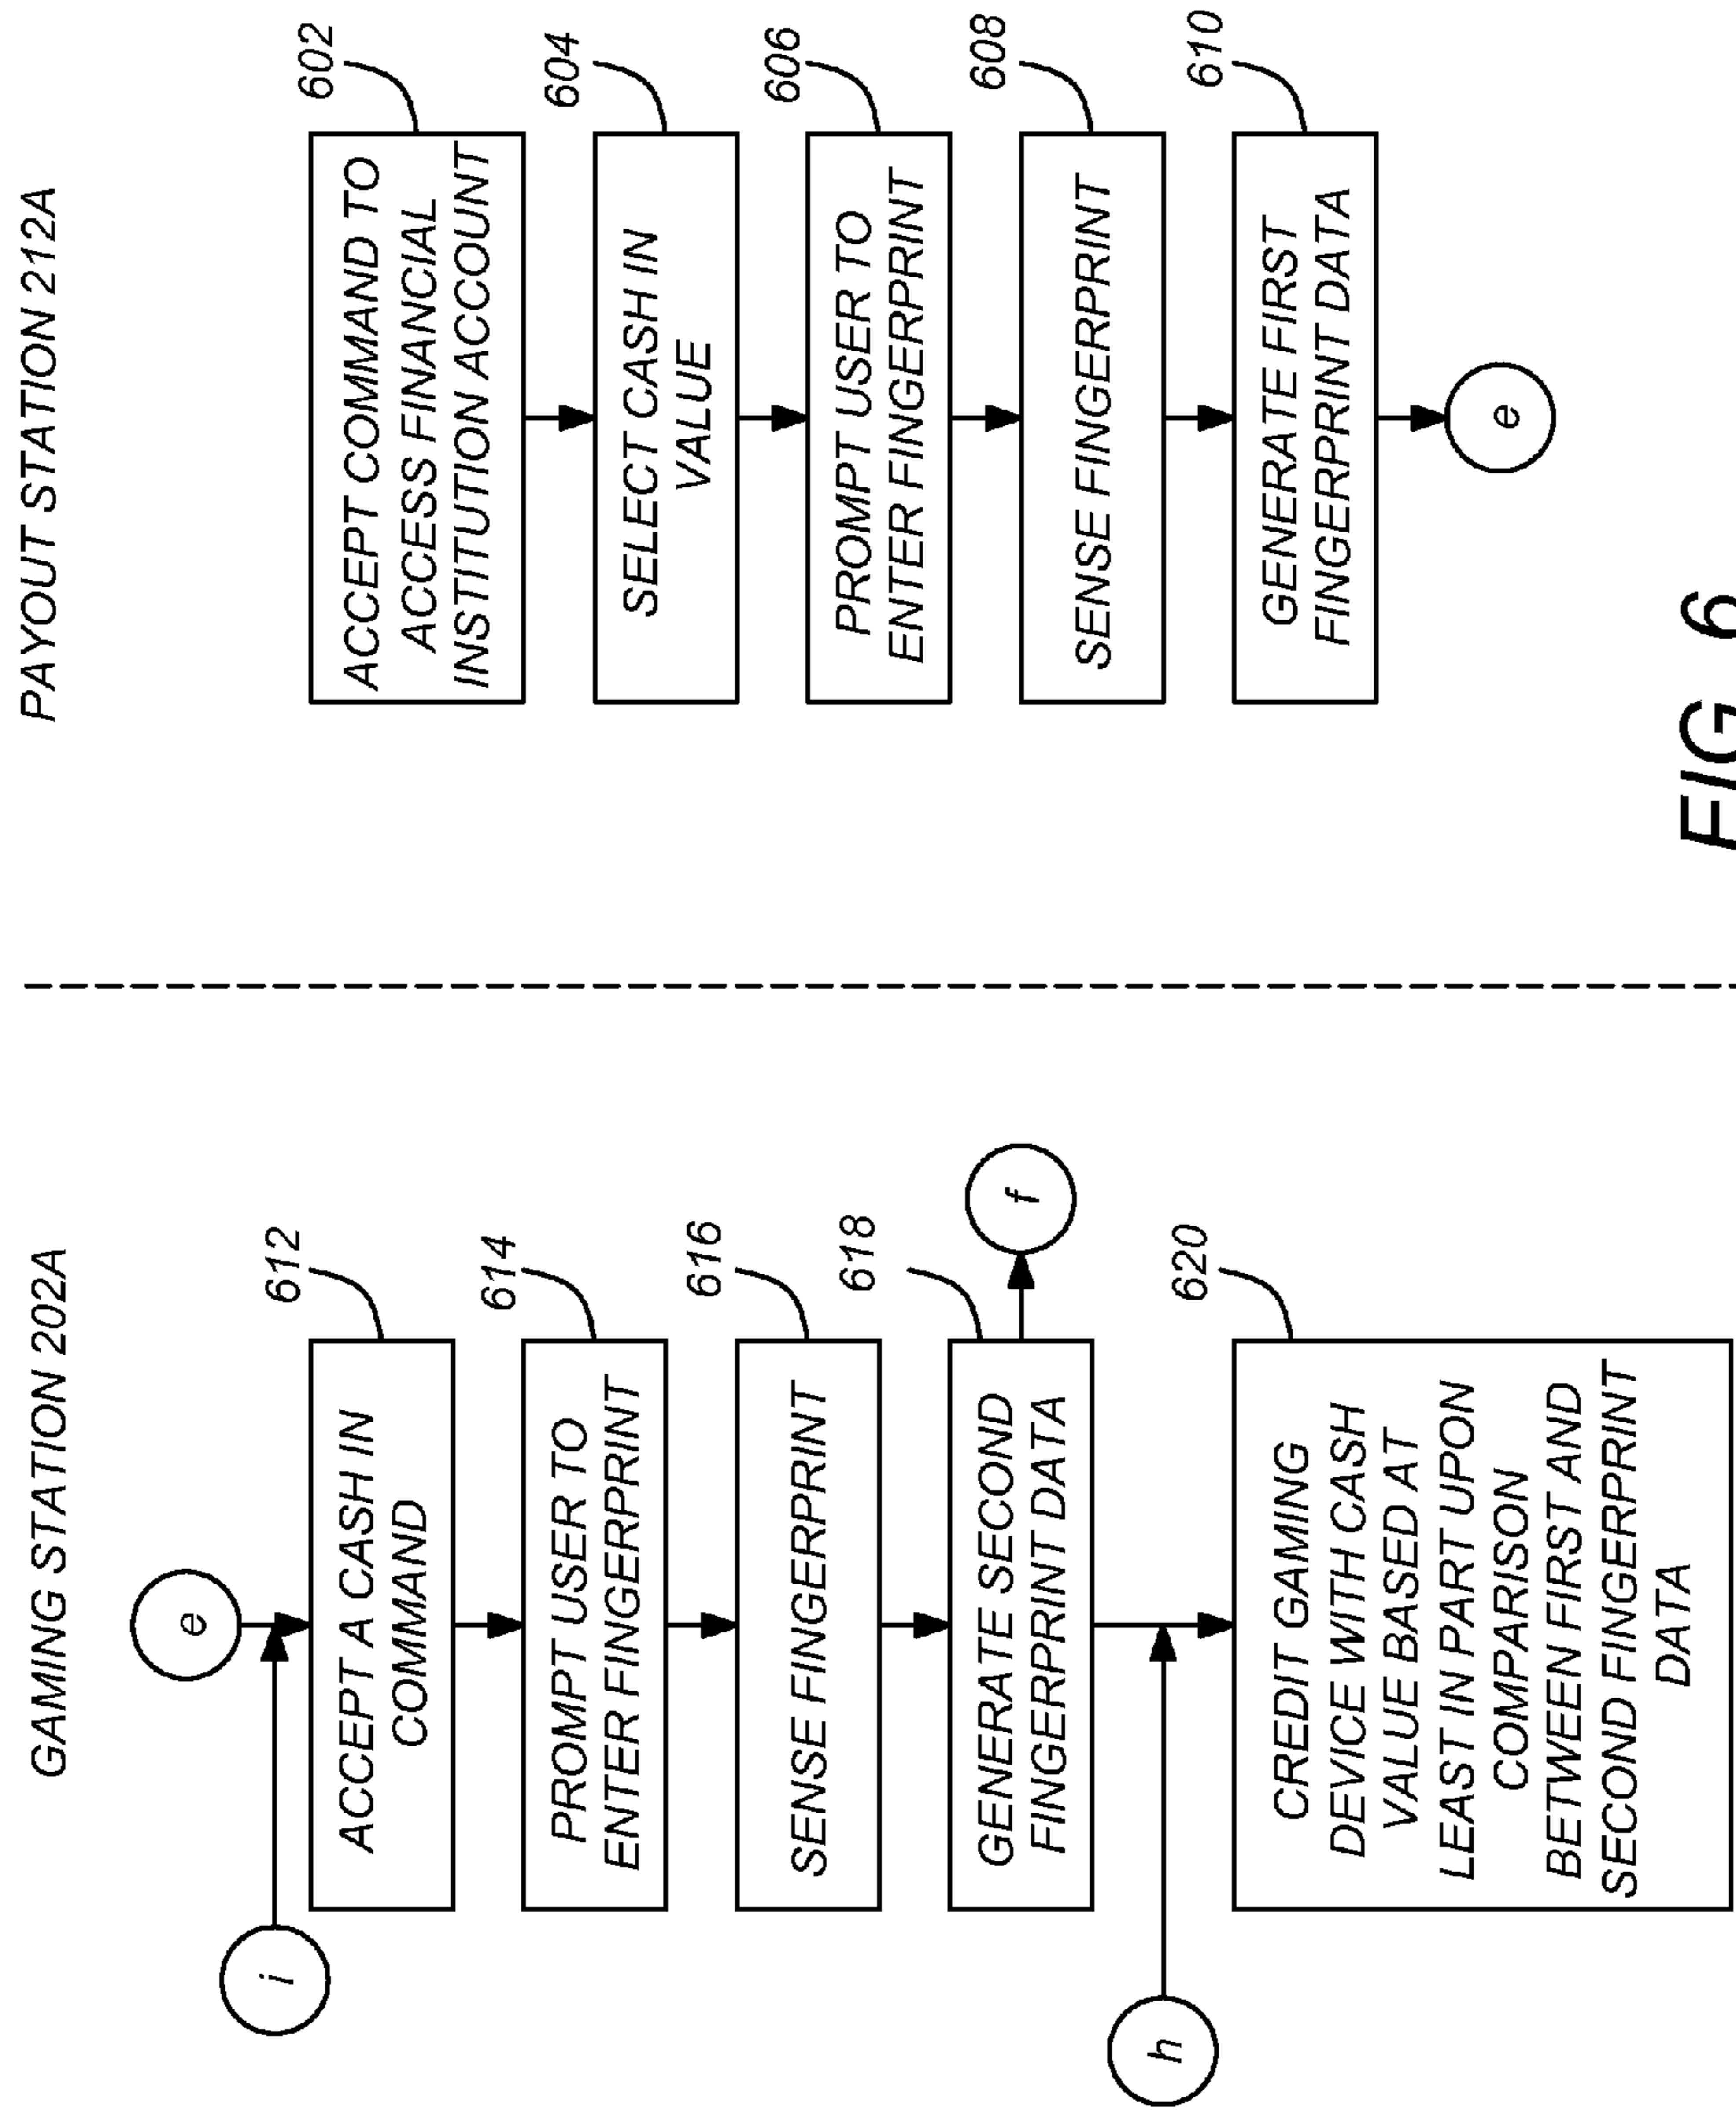 GAMING STATION 202A
e
i
612
ACCEPT A CASH IN
COMMAND
614
PROMPT USER TO
ENTER FINGERPRINT
616
SENSE FINGERPRINT
618
GENERATE SECOND
FINGERPRINT DATA
f
h
620
CREDIT GAMING
DEVICE WITH CASH
VALUE BASED AT
LEAST IN PART UPON
COMPARISON
BETWEEN FIRST AND
SECOND FINGERPRINT
DATA
PAYOUT STATION 212A
602
ACCEPT COMMAND TO
ACCESS FINANCIAL
INSTITUTION ACCOUNT
604
SELECT CASH IN
VALUE
606
PROMPT USER TO
ENTER FINGERPRINT
608
SENSE FINGERPRINT
610
GENERATE FIRST
FINGERPRINT DATA
e
FIG. 6